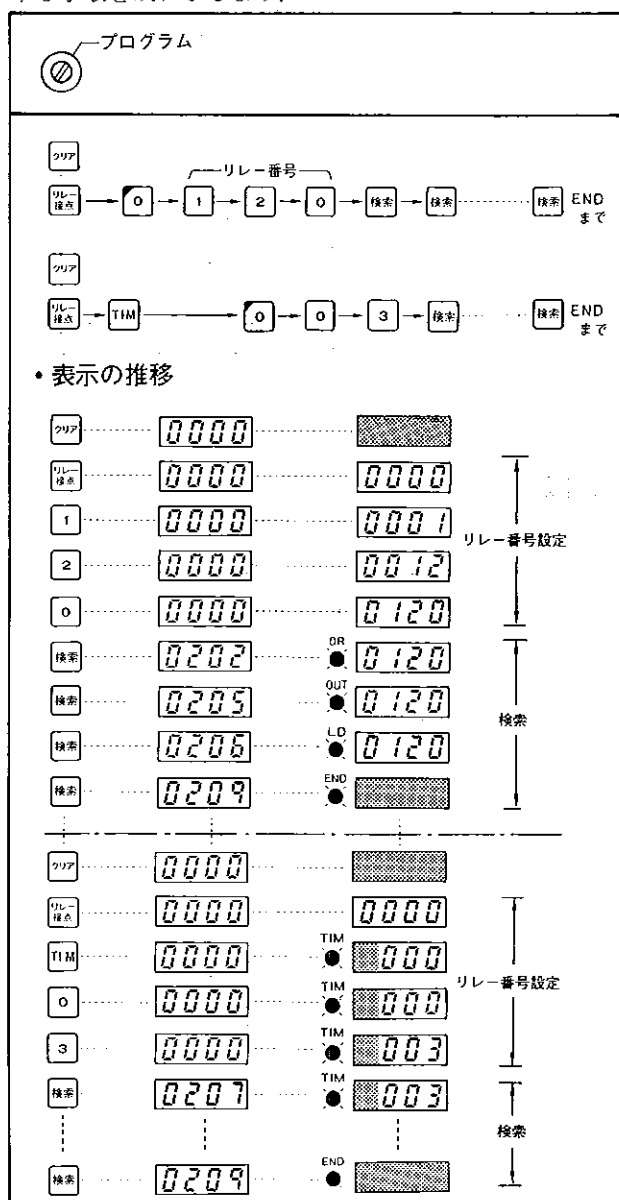 プログラム
クリア
リレー番号
リレー接点 0 1 2 0 検索 検索 検索 ENDまで
クリア
リレー接点 TIM 0 0 3 検索 検索 ENDまで
・表示の推移
クリア 0000
リレー接点 0000 0000
1 0000 0001
リレー番号設定
2 0000 0012
0 0000 0120
検索 0202 OR 0120
検索 0205 OUT 0120
検索
検索 0206 LD 0120
検索 0209 END
クリア 0000
リレー接点 0000 0000
TIM 0000 TIM 000
リレー番号設定
0 0000 TIM 000
3 0000 TIM 003
検索 0207 TIM 003
検索
検索 0209 END